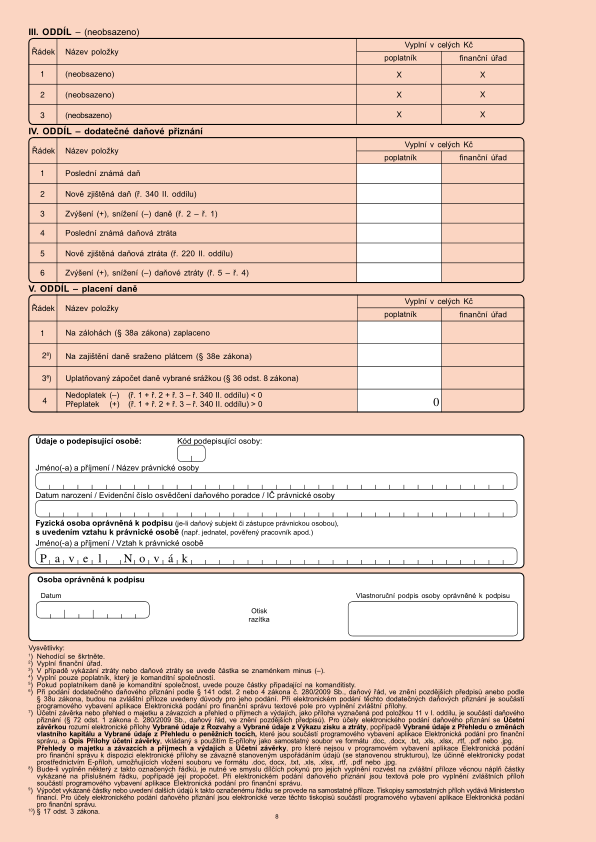 III. ODDÍL – (neobsazeno)
Řádek Název položky Vyplní v celých Kč
poplatník finanční úřad
1 (neobsazeno) X X
2 (neobsazeno) X X
3 (neobsazeno) X X
IV. ODDÍL – dodatečné daňové přiznání
Řádek Název položky Vyplní v celých Kč
poplatník finanční úřad
1 Poslední známá daň
2 Nově zjištěná daň (ř. 340 II. oddílu)
3 Zvýšení (+), snížení (–) daně (ř. 2 – ř. 1)
4 Poslední známá daňová ztráta
5 Nově zjištěná daňová ztráta (ř. 220 II. oddílu)
6 Zvýšení (+), snížení (–) daňové ztráty (ř. 5 – ř. 4)
V. ODDÍL – placení daně
Řádek Název položky Vyplní v celých Kč
poplatník finanční úřad
1 Na zálohách (§ 38a zákona) zaplaceno
2⁹) Na zajištění daně sraženo plátcem (§ 38e zákona)
3⁹) Uplatňovaný zápočet daně vybrané srážkou (§ 36 odst. 8 zákona)
4 Nedoplatek (–) (ř. 1 + ř. 2 + ř. 3 – ř. 340 II. oddílu) < 0
Přeplatek (+) (ř. 1 + ř. 2 + ř. 3 – ř. 340 II. oddílu) > 0 0
Údaje o podepisující osobě: Kód podepisující osoby:
Jméno(-a) a příjmení / Název právnické osoby
Datum narození / Evidenční číslo osvědčení daňového poradce / IČ právnické osoby
Fyzická osoba oprávněná k podpisu (je-li daňový subjekt či zástupce právnickou osobou),
s uvedením vztahu k právnické osobě (např. jednatel, pověřený pracovník apod.)
Jméno(-a) a příjmení / Vztah k právnické osobě
Pavel Novák
Osoba oprávněná k podpisu
Datum Vlastnoruční podpis osoby oprávněné k podpisu
Otisk
razítka
Vysvětlivky:
¹) Nehodící se škrtněte.
²) Vyplní finanční úřad.
³) V případě vykázání ztráty nebo daňové ztráty se uvede částka se znaménkem minus (–).
⁴) Vyplní pouze poplatník, který je komanditní společností.
⁵) Pokud poplatníkem daně je komanditní společnost, uvede pouze částky připadající na komanditisty.
⁶) Při podání dodatečného daňového přiznání podle § 141 odst. 2 nebo 4 zákona č. 280/2009 Sb., daňový řád, ve znění pozdějších předpisů anebo podle
§ 38u zákona, budou na zvláštní příloze uvedeny důvody pro jeho podání. Při elektronickém podání těchto dodatečných daňových přiznání je součástí
programového vybavení aplikace Elektronická podání pro finanční správu textové pole pro vyplnění této přílohy.
⁷) Účetní závěrka nebo přehled o majetku a závazcích a přehled o příjmech a výdajích, jako příloha vyznačená pod položkou 11 v I. oddílu, je součástí daňového
přiznání (§ 72 odst. 1 zákona č. 280/2009 Sb., daňový řád, ve znění pozdějších předpisů). Pro účely elektronického podání daňového přiznání se Účetní
závěrkou rozumí elektronické přílohy Vybrané údaje z Rozvahy a Vybrané údaje z Výkazu zisku a ztráty, popřípadě Vybrané údaje z Přehledu o změnách
vlastního kapitálu a Vybrané údaje z Přehledu o peněžních tocích, které jsou součástí programového vybavení aplikace Elektronická podání pro finanční
správu, a Opis Přílohy účetní závěrky, vkládaný s použitím E-přílohy jako samostatný soubor ve formátu .doc, .docx, .txt, .xls, .xlsx, .rtf, .pdf nebo .jpg.
Přehledu o majetku a závazcích a příjmech a výdajích a Účetní závěrky, pro které nejsou v programovém vybavení aplikace Elektronická podání
pro finanční správu k dispozici elektronické přílohy se závazně stanoveným uspořádáním údajů (se stanovenou strukturou), lze účinně elektronicky podat
prostřednictvím E-příloh, umožňujících vložení souboru ve formátu .doc, .docx, .txt, .xls, .xlsx, .rtf, .pdf nebo .jpg.
⁸) Bude-li vyplněn některý z takto označených řádků, je nutné ve smyslu dílčích pokynů pro jejich vyplnění rozvést na zvláštní příloze věcnou náplň částky
vykázané na příslušném řádku, popřípadě její propočet. Při elektronickém podání daňového přiznání jsou textová pole pro vyplnění zvláštních příloh
součástí programového vybavení aplikace Elektronická podání pro finanční správu.
⁹) Výpočet vykázané částky nebo uvedení dalších údajů k takto označenému řádku se provede na samostatné příloze. Tiskopisy samostatných příloh vydává Ministerstvo
financí. Pro účely elektronického podání daňového přiznání jsou elektronické verze těchto tiskopisů součástí programového vybavení aplikace Elektronická podání
pro finanční správu.
¹⁰) § 17 odst. 3 zákona.
8